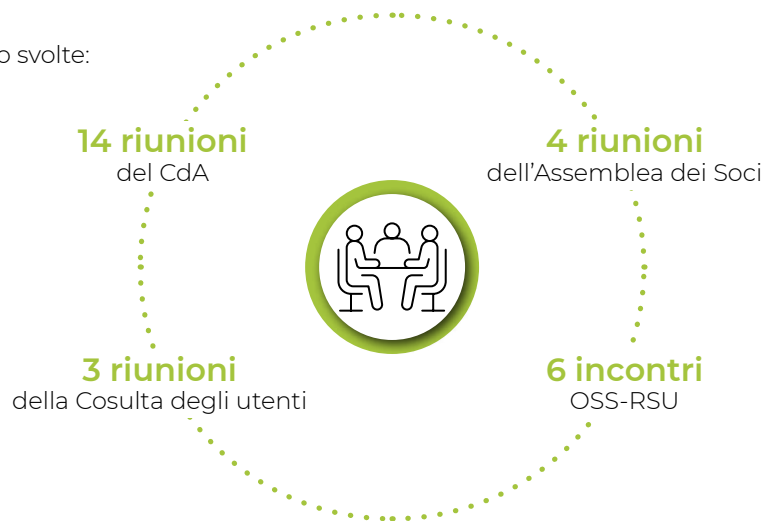 o svolte:
14 riunioni
del CdA
4 riunioni
dell'Assemblea dei Soci
3 riunioni
della Cosulta degli utenti
6 incontri
OSS-RSU